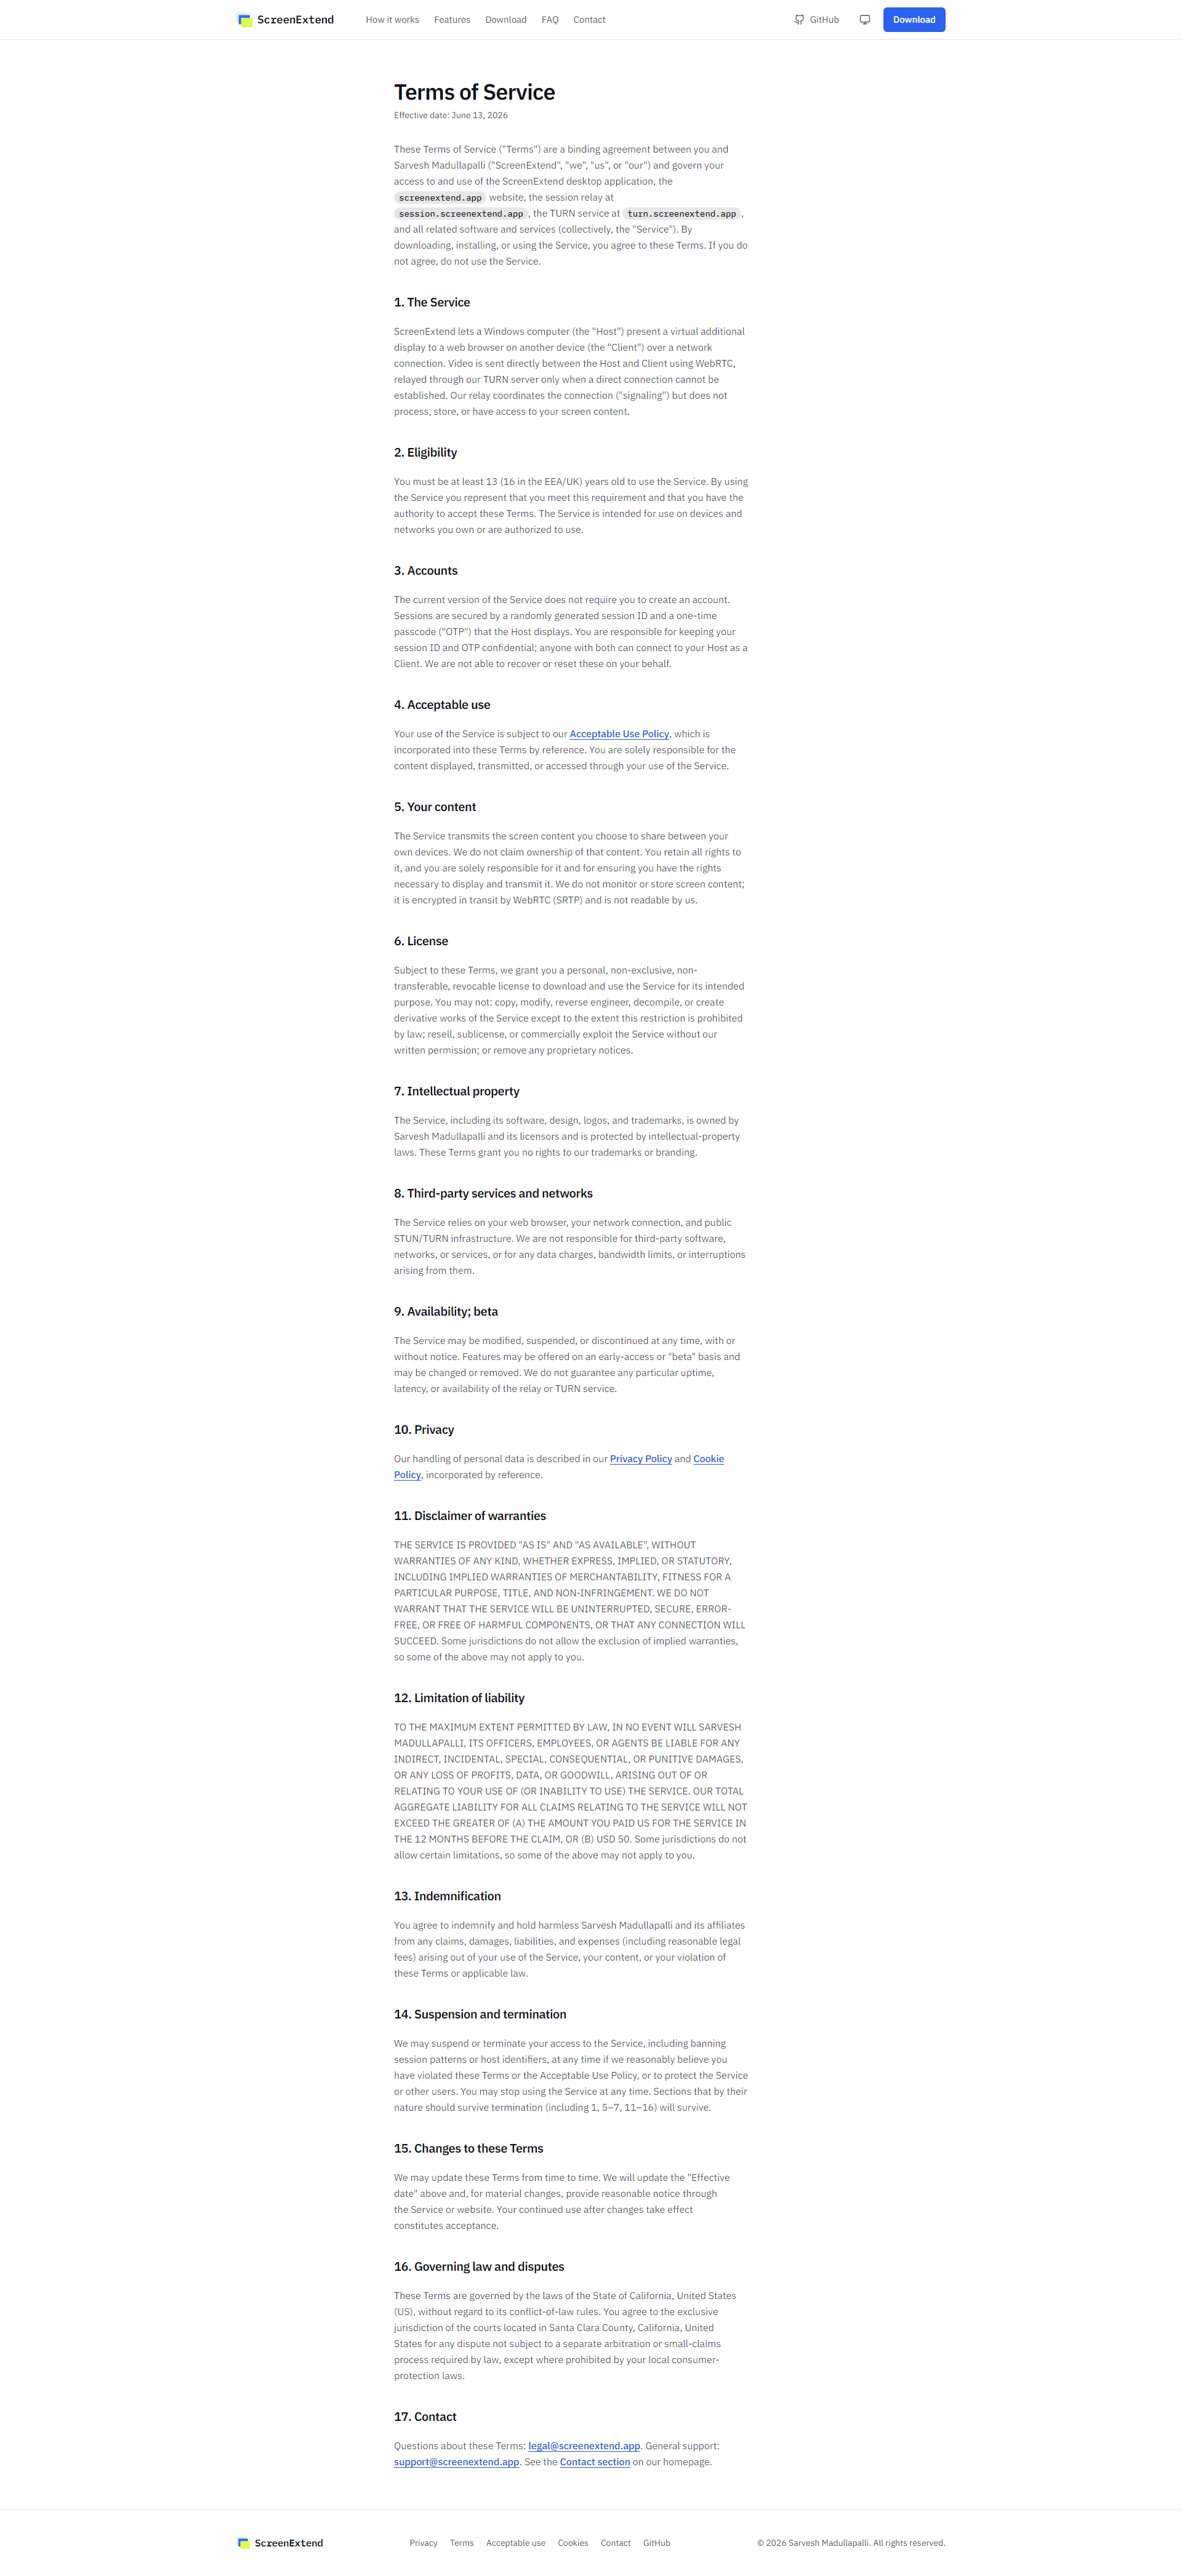 ScreenExtend How it works Features Download FAQ Contact GitHub Download
Terms of Service
Effective date: June 13, 2026
These Terms of Service ("Terms") are a binding agreement between you and
Sarvesh Madullapalli ("ScreenExtend", "we", "us", or "our") and govern your
access to and use of the ScreenExtend desktop application, the
screenextend.app website, the session relay at
session.screenextend.app, the TURN service at turn.screenextend.app,
and all related software and services (collectively, the "Service"). By
downloading, installing, or using the Service, you agree to these Terms. If you do
not agree, do not use the Service.
1. The Service
ScreenExtend lets a Windows computer (the "Host") present a virtual additional
display to a web browser on another device (the "Client") over a network
connection. Video is sent directly between the Host and Client using WebRTC,
relayed through our TURN server only when a direct connection cannot be
established. Our relay coordinates the connection ("signaling") but does not
process, store, or have access to your screen content.
2. Eligibility
You must be at least 13 (16 in the EEA/UK) years old to use the Service. By using
the Service you represent that you meet this requirement and that you have the
authority to accept these Terms. The Service is intended for use on devices and
networks you own or are authorized to use.
3. Accounts
The current version of the Service does not require you to create an account.
Sessions are secured by a randomly generated session ID and a one-time
passcode ("OTP") that the Host displays. You are responsible for keeping your
session ID and OTP confidential; anyone with both can connect to your Host as a
Client. We are not able to recover or reset these on your behalf.
4. Acceptable use
Your use of the Service is subject to our Acceptable Use Policy, which is
incorporated into these Terms by reference. You are solely responsible for the
content displayed, transmitted, or accessed through your use of the Service.
5. Your content
The Service transmits the screen content you choose to share between your
own devices. We do not claim ownership of that content. You retain all rights to
it, and you are solely responsible for it and for ensuring you have the rights
necessary to display and transmit it. We do not monitor or store screen content;
it is encrypted in transit by WebRTC (SRTP) and is not readable by us.
6. License
Subject to these Terms, we grant you a personal, non-exclusive, non-
transferable, revocable license to download and use the Service for its intended
purpose. You may not: copy, modify, reverse engineer, decompile, or create
derivative works of the Service except to the extent this restriction is prohibited
by law; resell, sublicense, or commercially exploit the Service without our
written permission; or remove any proprietary notices.
7. Intellectual property
The Service, including its software, design, logos, and trademarks, is owned by
Sarvesh Madullapalli and its licensors and is protected by intellectual-property
laws. These Terms grant you no rights to our trademarks or branding.
8. Third-party services and networks
The Service relies on your web browser, your network connection, and public
STUN/TURN infrastructure. We are not responsible for third-party software,
networks, or services, or for any data charges, bandwidth limits, or interruptions
arising from them.
9. Availability; beta
The Service may be modified, suspended, or discontinued at any time, with or
without notice. Features may be offered on an early-access or "beta" basis and
may be changed or removed. We do not guarantee any particular uptime,
latency, or availability of the relay or TURN service.
10. Privacy
Our handling of personal data is described in our Privacy Policy and Cookie
Policy, incorporated by reference.
11. Disclaimer of warranties
THE SERVICE IS PROVIDED "AS IS" AND "AS AVAILABLE", WITHOUT
WARRANTIES OF ANY KIND, WHETHER EXPRESS, IMPLIED, OR STATUTORY,
INCLUDING IMPLIED WARRANTIES OF MERCHANTABILITY, FITNESS FOR A
PARTICULAR PURPOSE, TITLE, AND NON-INFRINGEMENT. WE DO NOT
WARRANT THAT THE SERVICE WILL BE UNINTERRUPTED, SECURE, ERROR-
FREE, OR FREE OF HARMFUL COMPONENTS, OR THAT ANY CONNECTION WILL
SUCCEED. Some jurisdictions do not allow the exclusion of implied warranties,
so some of the above may not apply to you.
12. Limitation of liability
TO THE MAXIMUM EXTENT PERMITTED BY LAW, IN NO EVENT WILL SARVESH
MADULLAPALLI, ITS OFFICERS, EMPLOYEES, OR AGENTS BE LIABLE FOR ANY
INDIRECT, INCIDENTAL, SPECIAL, CONSEQUENTIAL, OR PUNITIVE DAMAGES,
OR ANY LOSS OF PROFITS, DATA, OR GOODWILL, ARISING OUT OF OR
RELATING TO YOUR USE OF (OR INABILITY TO USE) THE SERVICE. OUR TOTAL
AGGREGATE LIABILITY FOR ALL CLAIMS RELATING TO THE SERVICE WILL NOT
EXCEED THE GREATER OF (A) THE AMOUNT YOU PAID US FOR THE SERVICE IN
THE 12 MONTHS BEFORE THE CLAIM, OR (B) USD 50. Some jurisdictions do not
allow certain limitations, so some of the above may not apply to you.
13. Indemnification
You agree to indemnify and hold harmless Sarvesh Madullapalli and its affiliates
from any claims, damages, liabilities, and expenses (including reasonable legal
fees) arising out of your use of the Service, your content, or your violation of
these Terms or applicable law.
14. Suspension and termination
We may suspend or terminate your access to the Service, including banning
session patterns or host identifiers, at any time if we reasonably believe you
have violated these Terms or the Acceptable Use Policy, or to protect the Service
or other users. You may stop using the Service at any time. Sections that by their
nature should survive termination (including 1, 5–7, 11–16) will survive.
15. Changes to these Terms
We may update these Terms from time to time. We will update the "Effective
date" above and, for material changes, provide reasonable notice through
the Service or website. Your continued use after changes take effect
constitutes acceptance.
16. Governing law and disputes
These Terms are governed by the laws of the State of California, United States
(US), without regard to its conflict-of-law rules. You agree to the exclusive
jurisdiction of the courts located in Santa Clara County, California, United
States for any dispute not subject to a separate arbitration or small-claims
process required by law, except where prohibited by your local consumer-
protection laws.
17. Contact
Questions about these Terms: legal@screenextend.app. General support:
support@screenextend.app. See the Contact section on our homepage.
ScreenExtend Privacy Terms Acceptable use Cookies Contact GitHub © 2026 Sarvesh Madullapalli. All rights reserved.